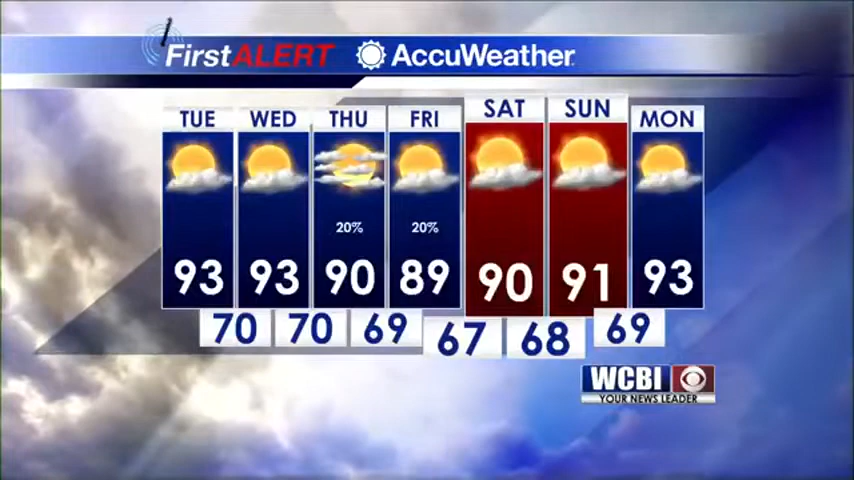 FirstALERT AccuWeather
TUE WED THU FRI SAT SUN MON
20% 20%
93 93 90 89 90 91 93
70 70 69 67 68 69
WCBI
YOUR NEWS LEADER